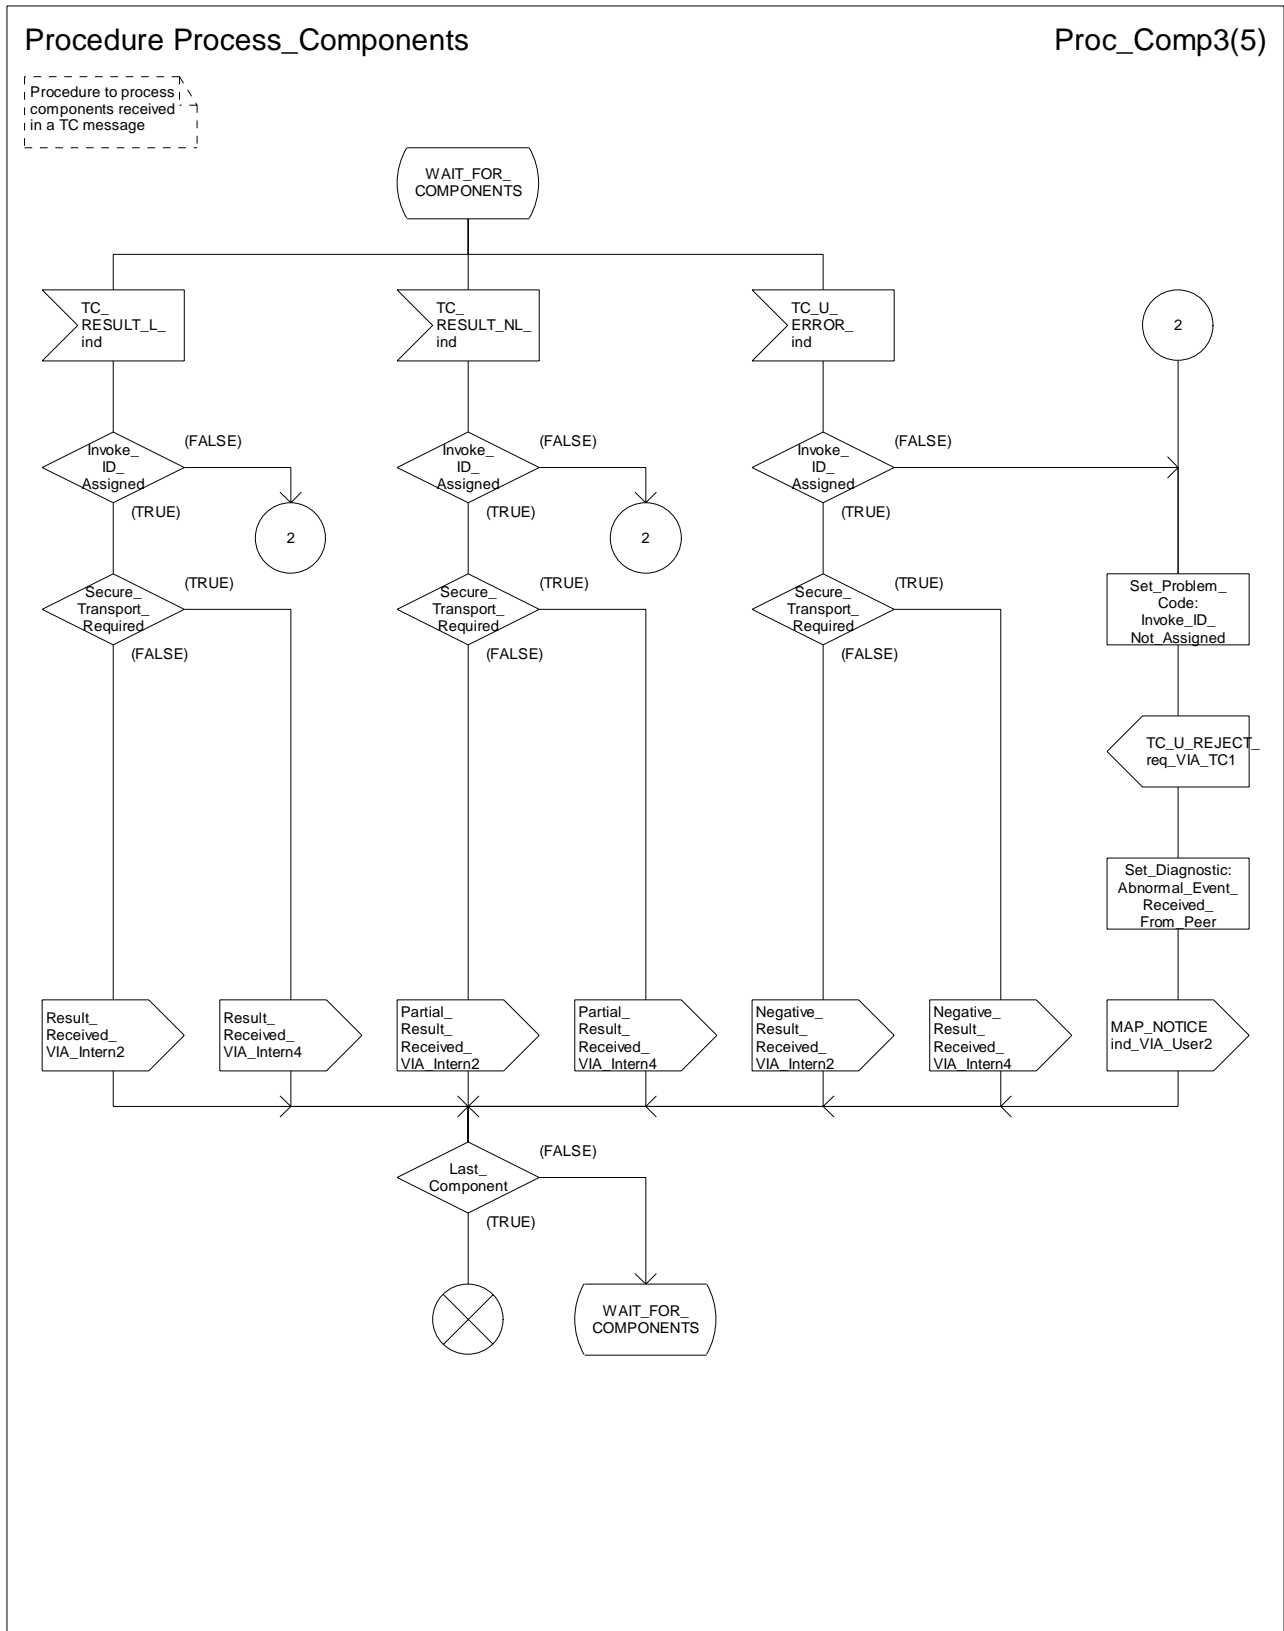 Procedure Process_Components
Proc_Comp3(5)
Procedure to process
components received
in a TC message
WAIT_FOR_
COMPONENTS
TC_
RESULT_L_
ind
TC_
RESULT_NL_
ind
TC_U_
ERROR_
ind
2
Invoke_
ID_
Assigned
(FALSE)
(TRUE)
2
Invoke_
ID_
Assigned
(FALSE)
(TRUE)
2
Invoke_
ID_
Assigned
(FALSE)
(TRUE)
Secure_
Transport_
Required
(TRUE)
(FALSE)
Secure_
Transport_
Required
(TRUE)
(FALSE)
Secure_
Transport_
Required
(TRUE)
(FALSE)
Set_Problem_
Code:
Invoke_ID_
Not_Assigned
TC_U_REJECT_
req_VIA_TC1
Set_Diagnostic:
Abnormal_Event_
Received_
From_Peer
Result_
Received_
VIA_Intern2
Result_
Received_
VIA_Intern4
Partial_
Result_
Received_
VIA_Intern2
Partial_
Result_
Received_
VIA_Intern4
Negative_
Result_
Received_
VIA_Intern2
Negative_
Result_
Received_
VIA_Intern4
MAP_NOTICE
ind_VIA_User2
Last_
Component
(FALSE)
(TRUE)
WAIT_FOR_
COMPONENTS